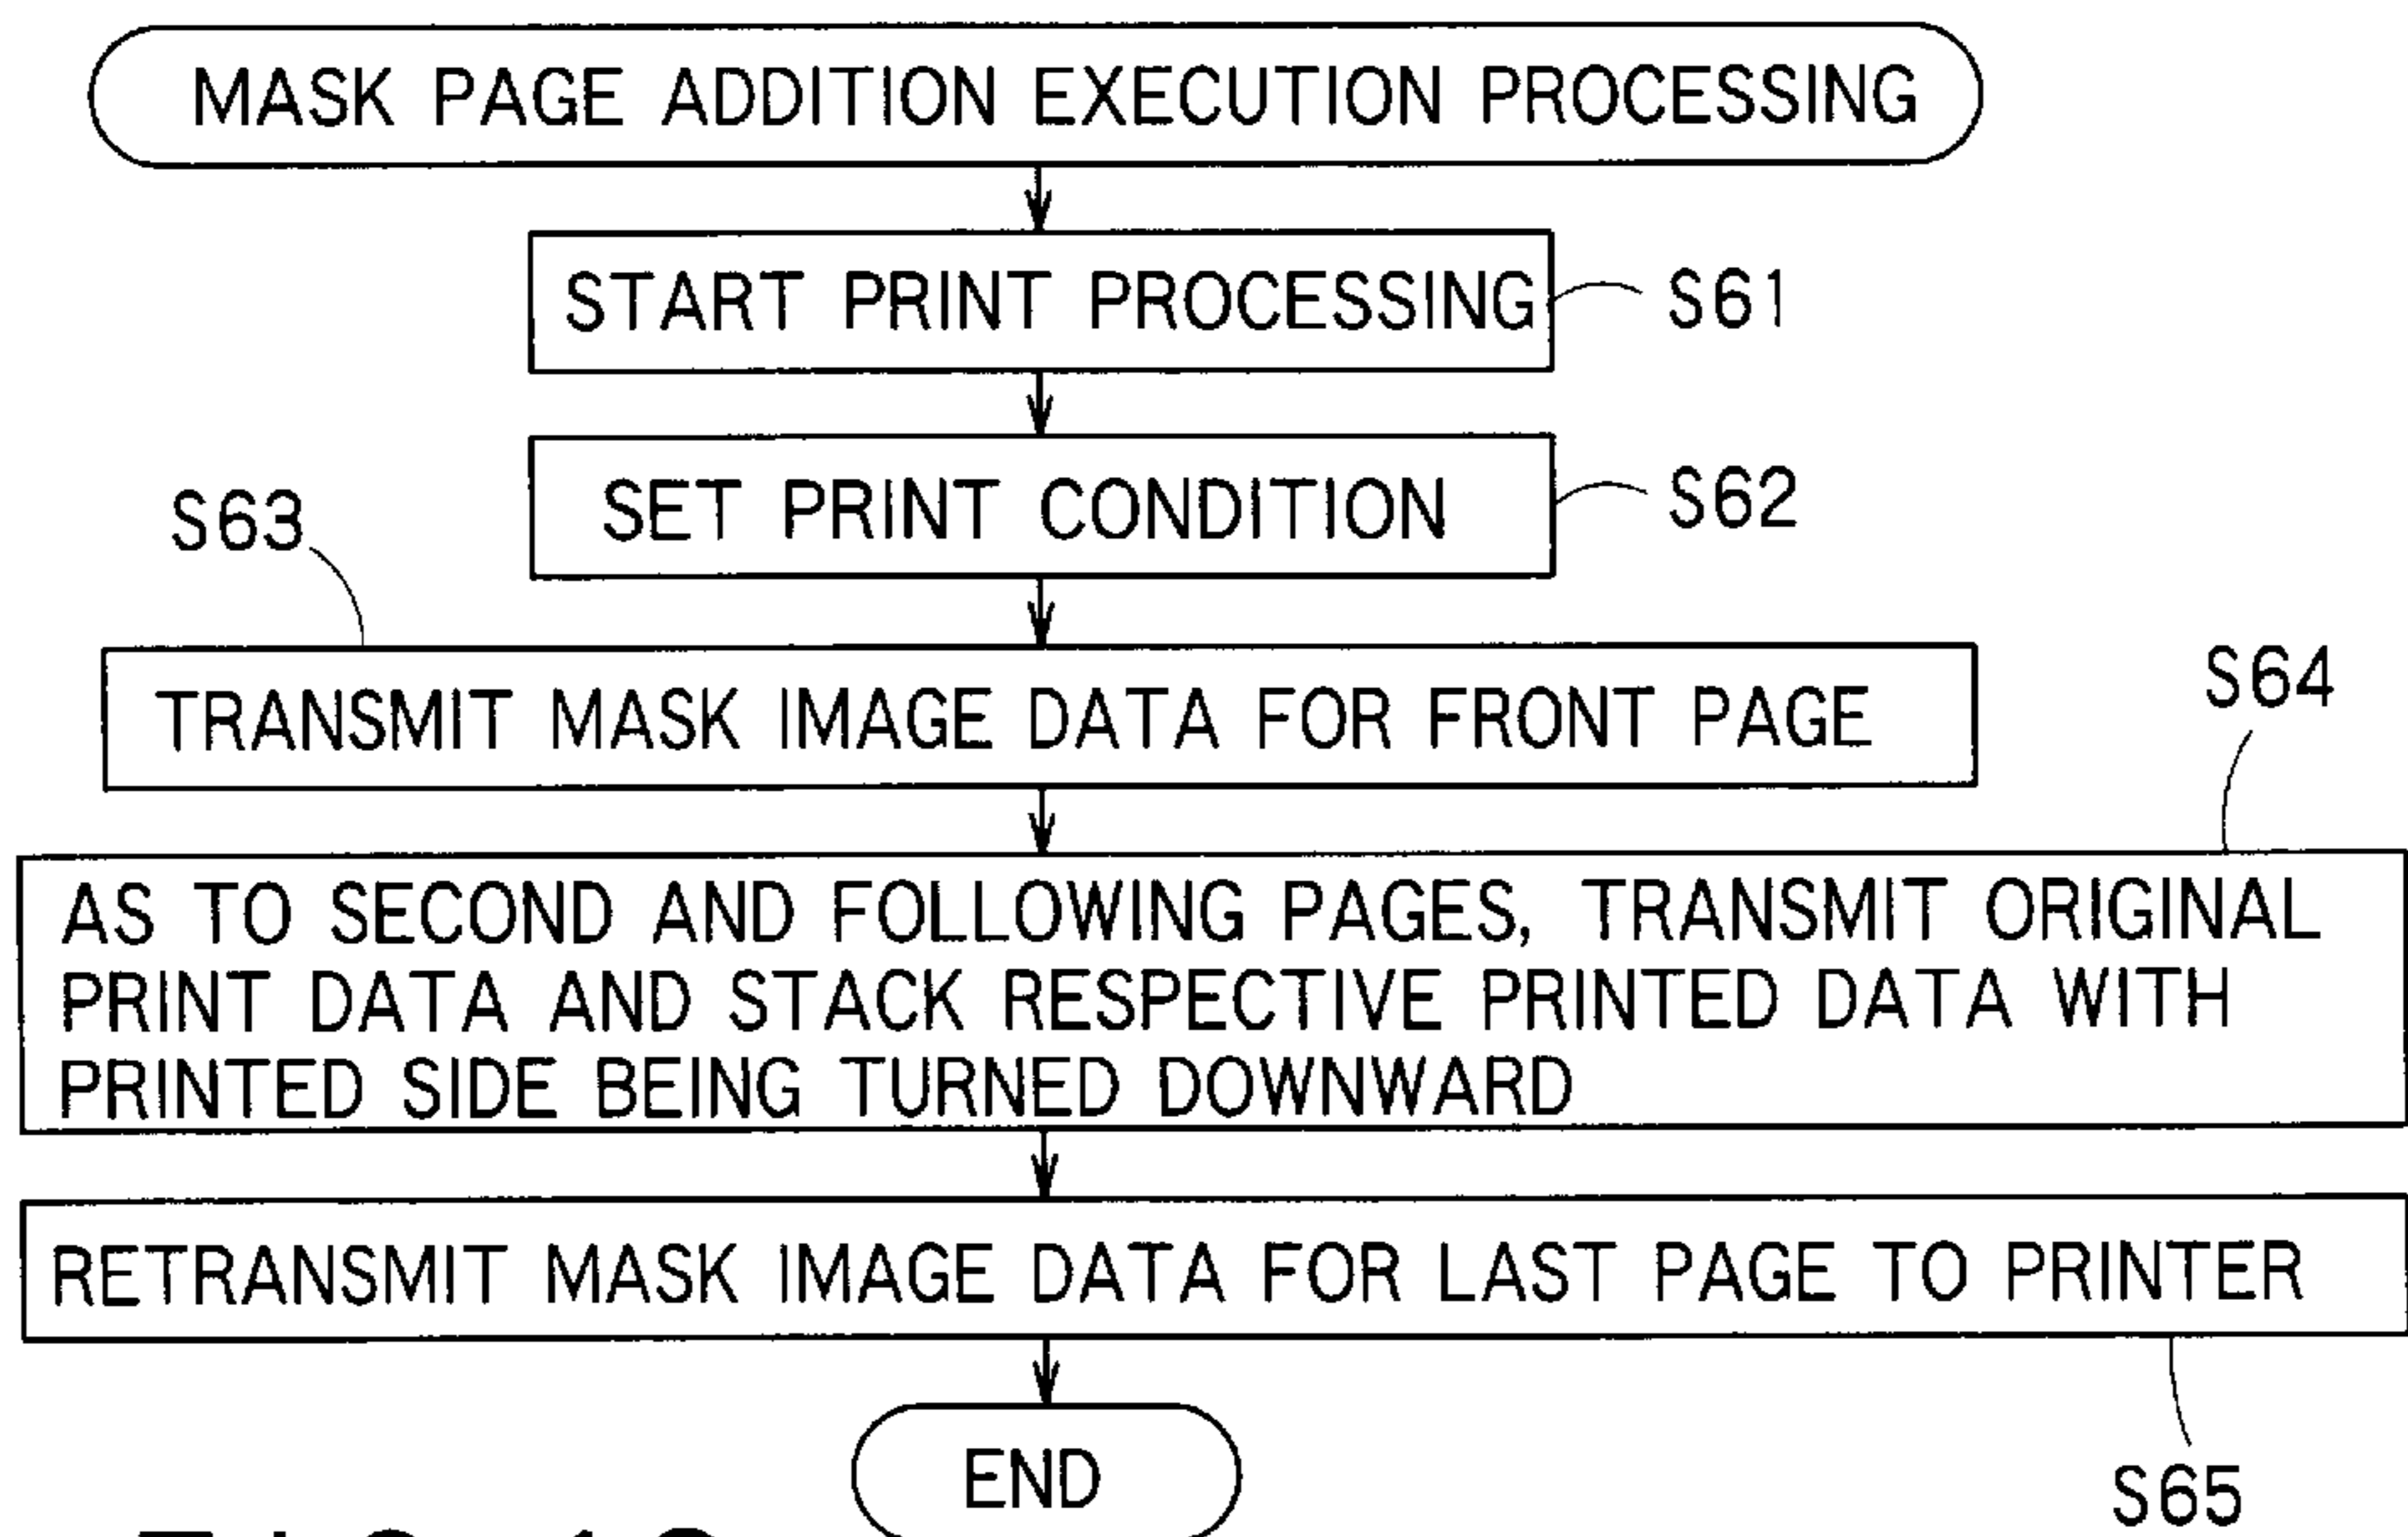 MASK PAGE ADDITION EXECUTION PROCESSING
START PRINT PROCESSING
S61
SET PRINT CONDITION
S62
S63
TRANSMIT MASK IMAGE DATA FOR FRONT PAGE
S64
AS TO SECOND AND FOLLOWING PAGES, TRANSMIT ORIGINAL
PRINT DATA AND STACK RESPECTIVE PRINTED DATA WITH
PRINTED SIDE BEING TURNED DOWNWARD
RETRANSMIT MASK IMAGE DATA FOR LAST PAGE TO PRINTER
END
S65